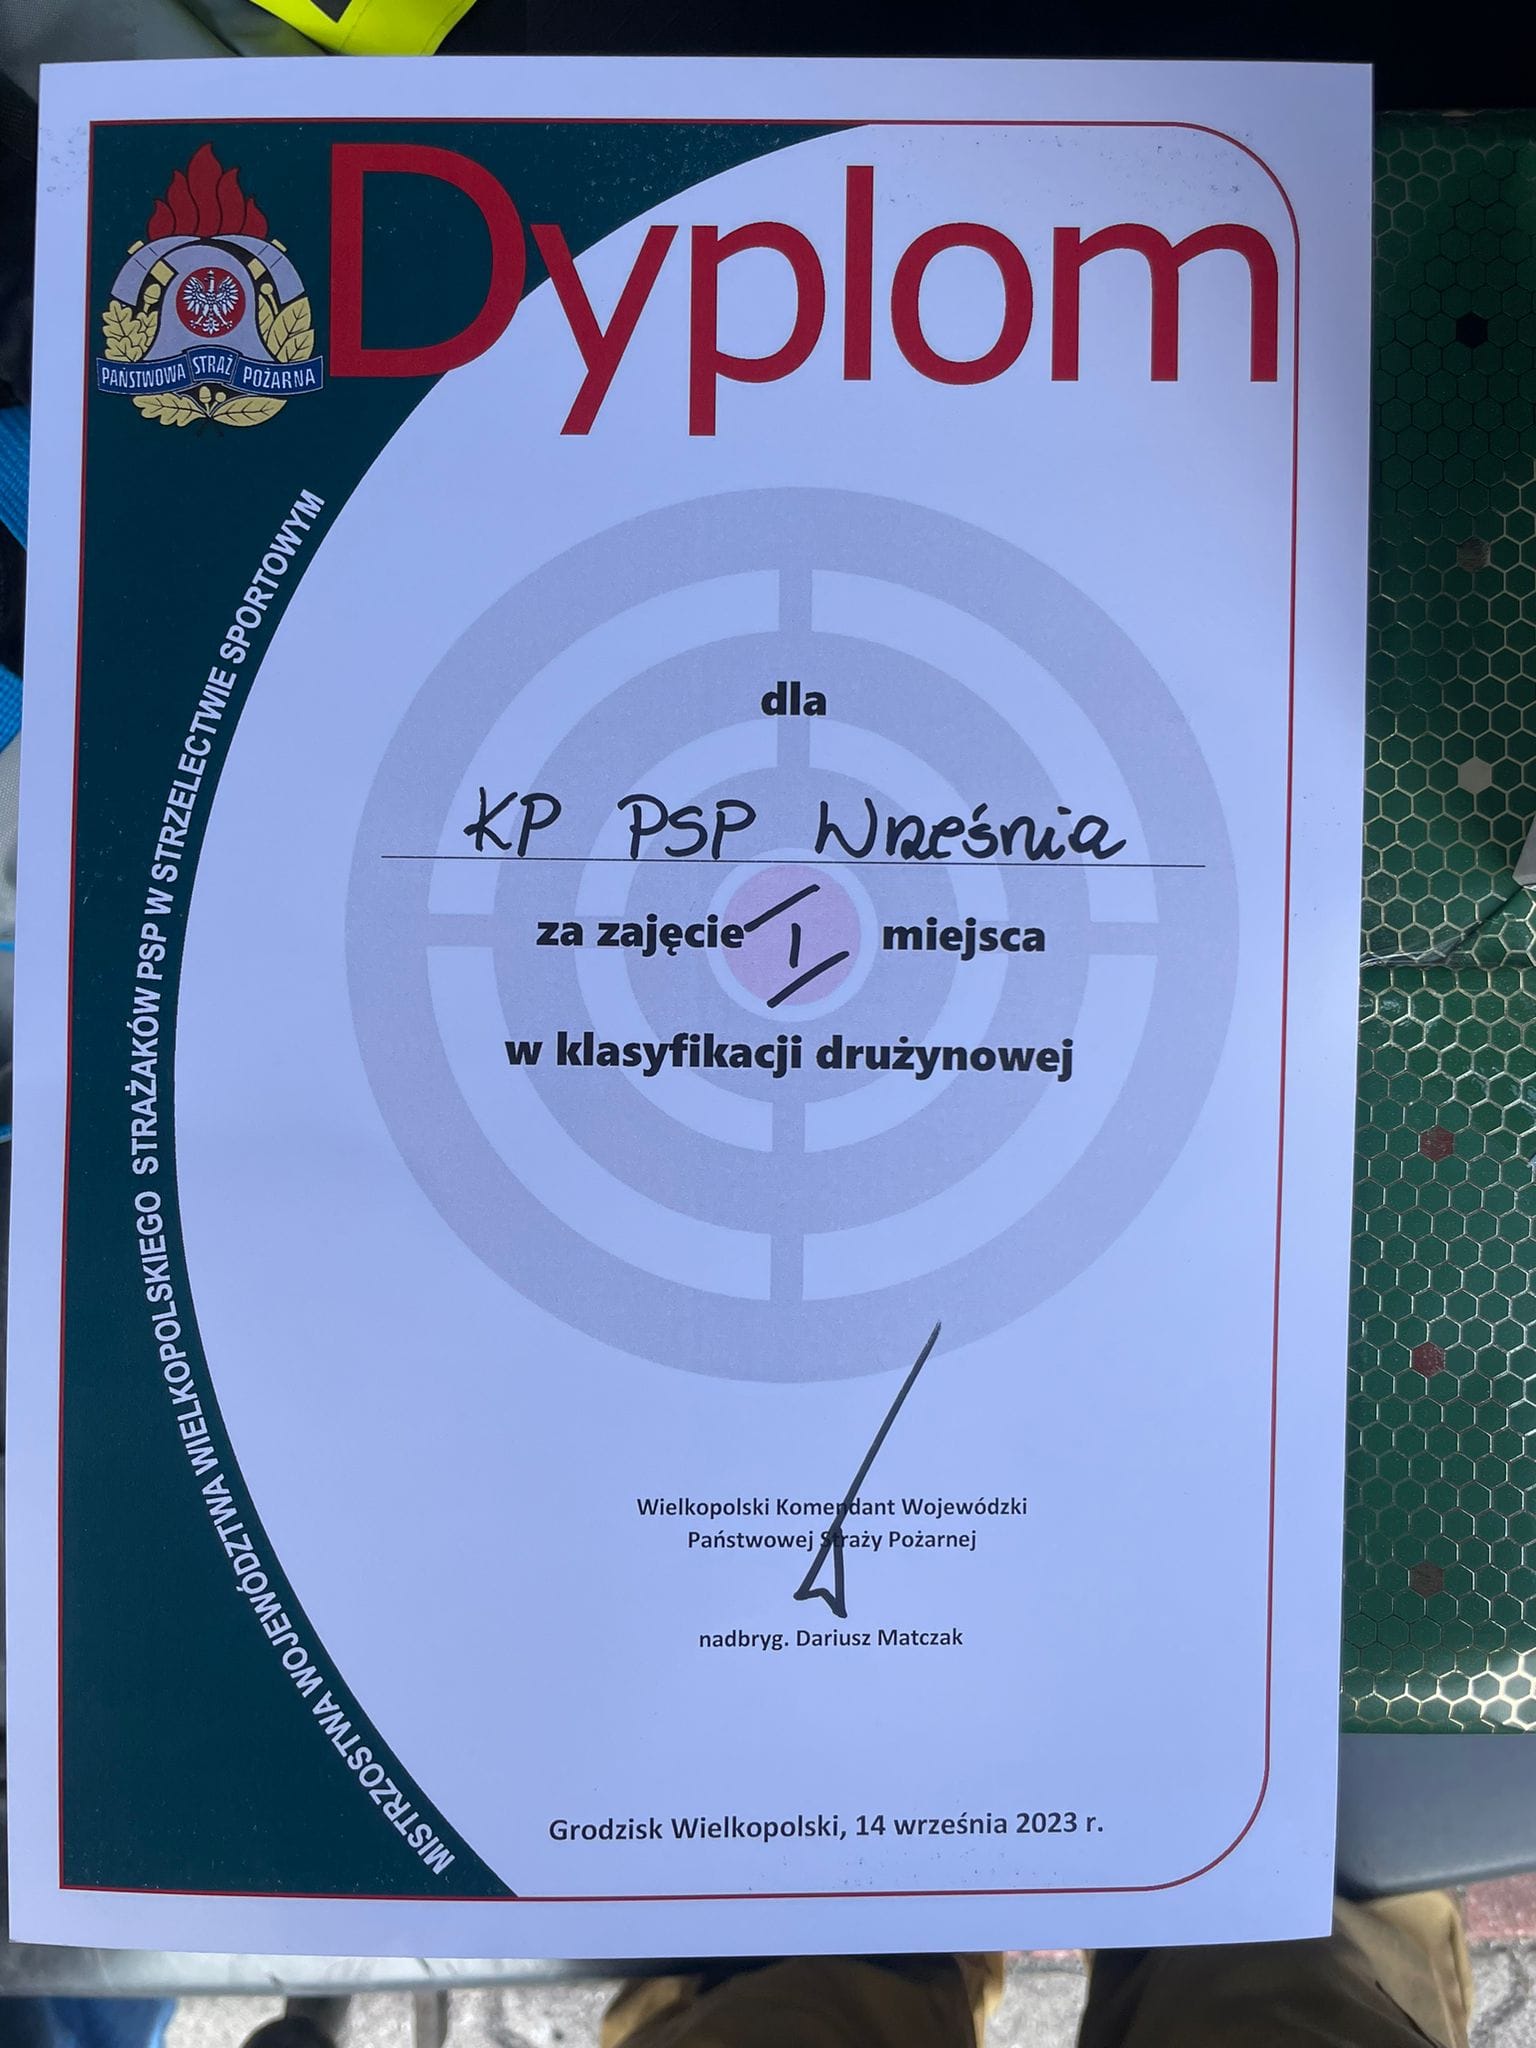 Dyplom
PAŃSTWOWA STRAŻ POŻARNA
MISTRZOSTWA WOJEWÓDZTWA WIELKOPOLSKIEGO STRAŻAKÓW PSP W STRZELECTWIE SPORTOWYM
dla
KP PSP Września
za zajęcie I miejsca
w klasyfikacji drużynowej
Wielkopolski Komendant Wojewódzki
Państwowej Straży Pożarnej
nadbryg. Dariusz Matczak
Grodzisk Wielkopolski, 14 września 2023 r.